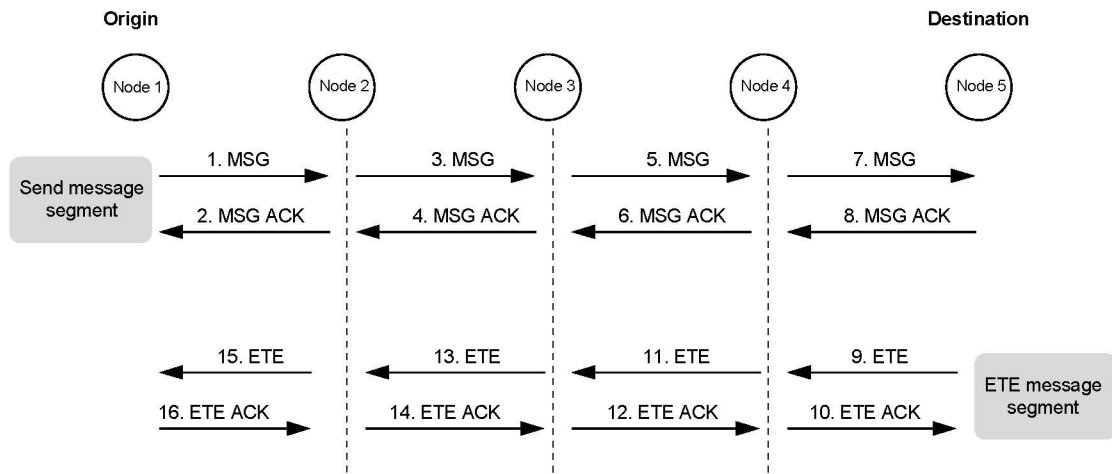 Origin
Destination
Node 1
Node 2
Node 3
Node 4
Node 5
1. MSG
3. MSG
5. MSG
7. MSG
Send message
segment
2. MSG ACK
4. MSG ACK
6. MSG ACK
8. MSG ACK
15. ETE
13. ETE
11. ETE
9. ETE
ETE message
segment
16. ETE ACK
14. ETE ACK
12. ETE ACK
10. ETE ACK